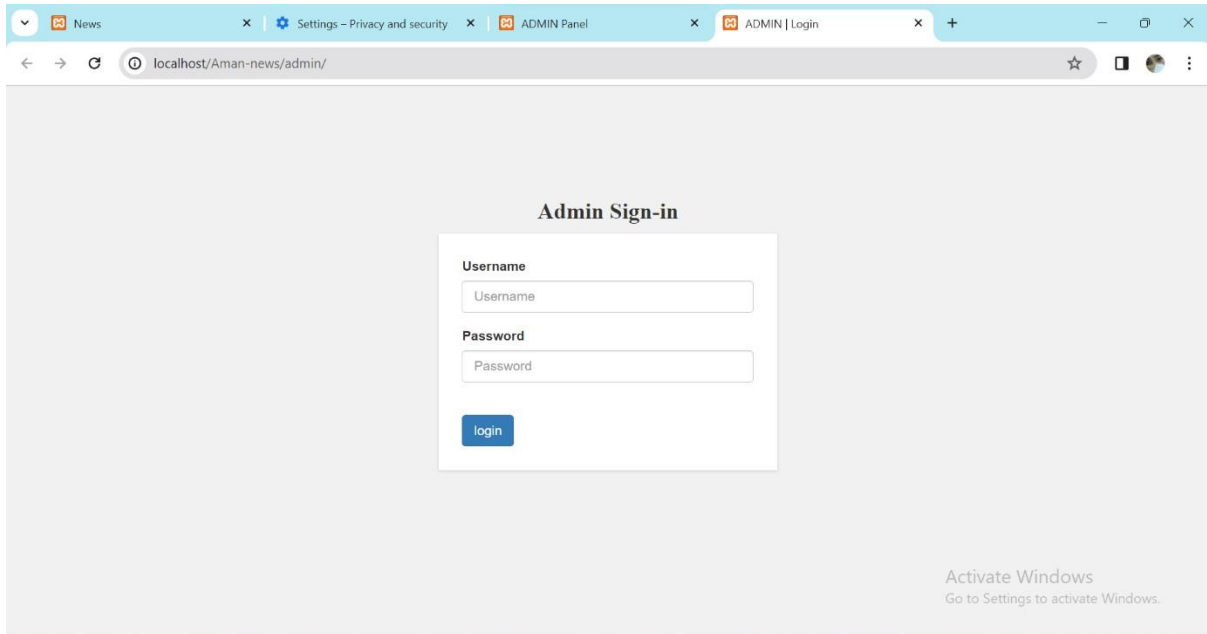 News
Settings – Privacy and security
ADMIN Panel
ADMIN | Login
localhost/Aman-news/admin/
Admin Sign-in
Username
Username
Password
Password
login
Activate Windows
Go to Settings to activate Windows.